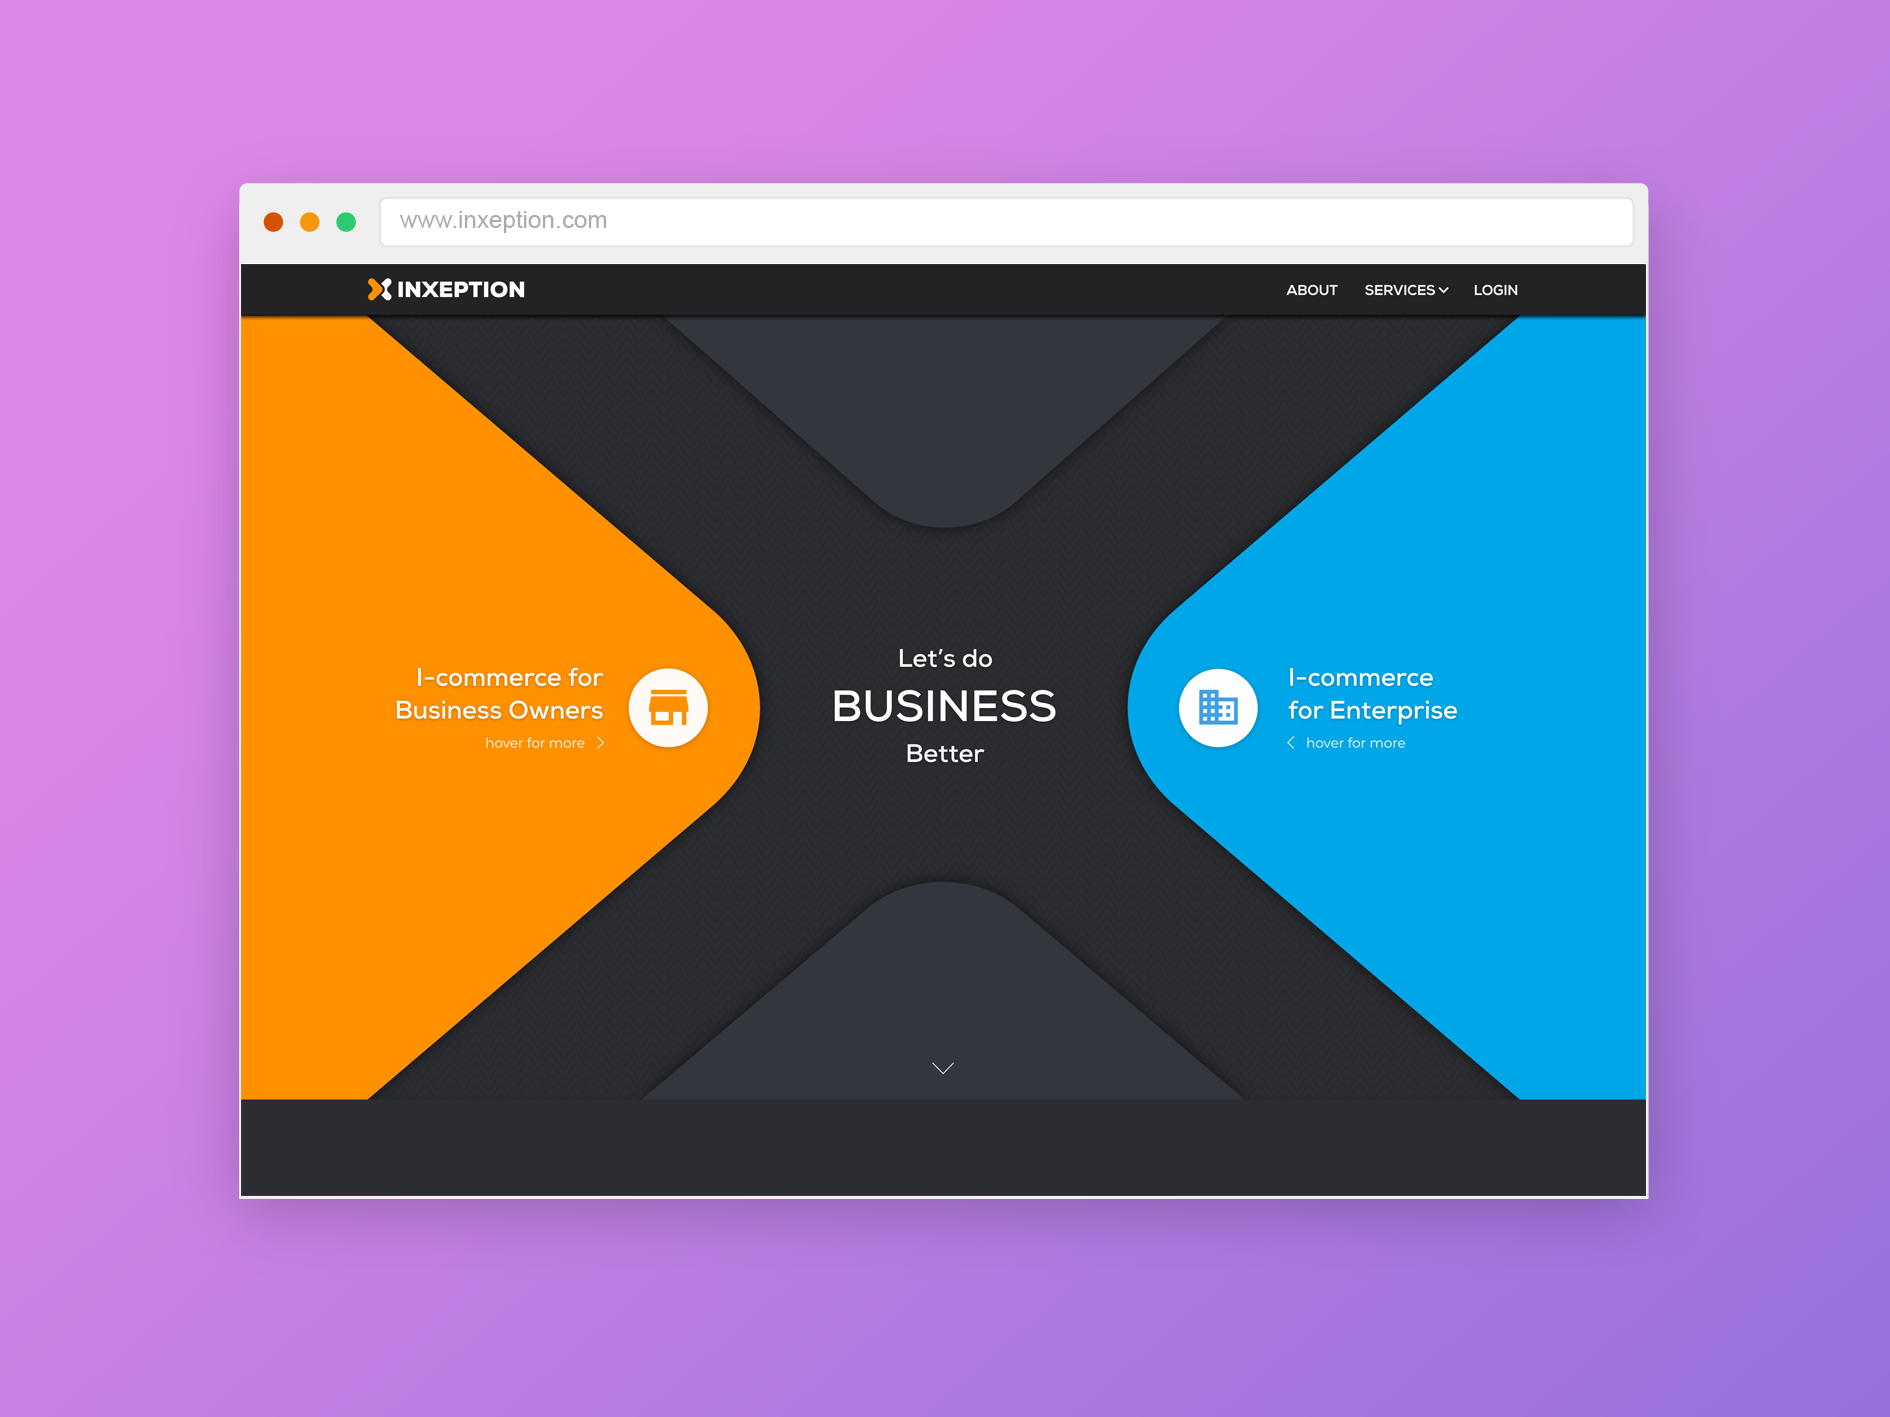 www.inxeption.com
INXEPTION
ABOUT
SERVICES
LOGIN
I-commerce for
Business Owners
hover for more
Let's do
BUSINESS
Better
I-commerce
for Enterprise
hover for more